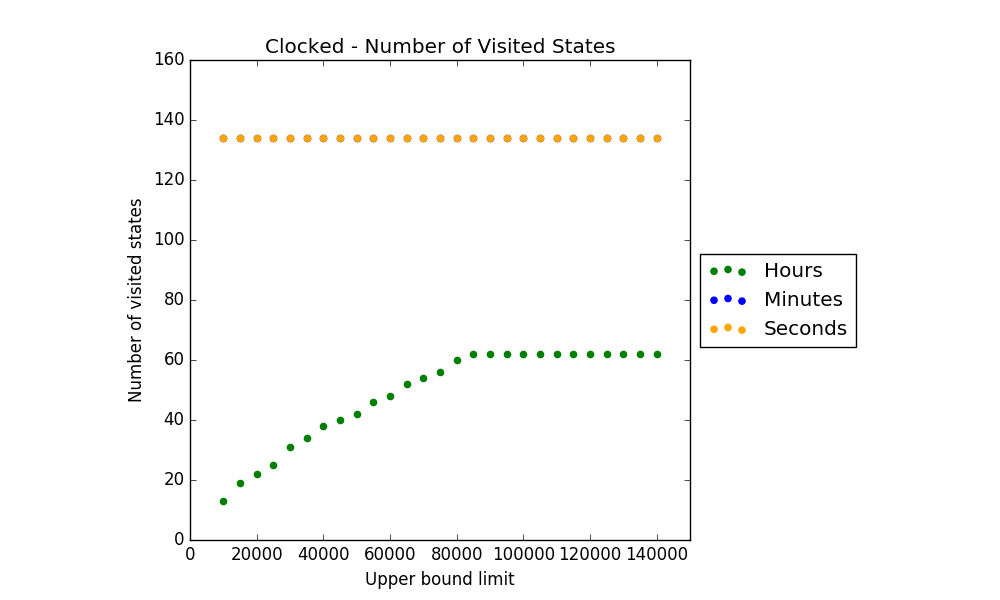 Clocked - Number of Visited States
160
140
120
100
80
60
40
20
0
Number of visited states
0 20000 40000 60000 80000 100000 120000 140000
Upper bound limit
Hours
Minutes
Seconds